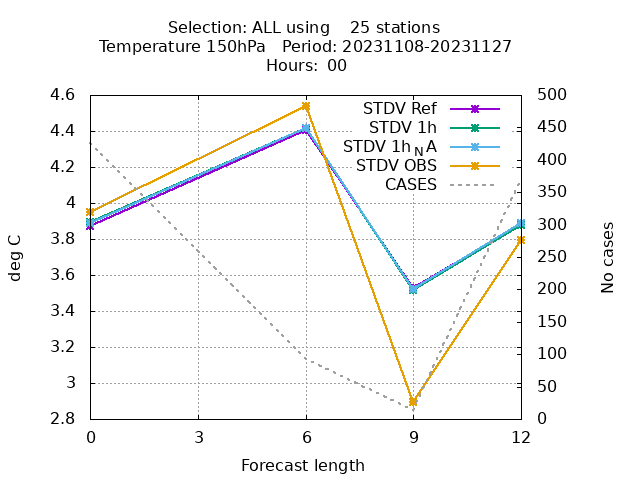 Selection: ALL using    25 stations
Temperature 150hPa   Period: 20231108-20231127
Hours:  00
STDV Ref
STDV 1h
STDV 1h_N A
STDV OBS
CASES
deg C
No cases
4.6
4.4
4.2
4
3.8
3.6
3.4
3.2
3
2.8
500
450
400
350
300
250
200
150
100
50
0
0 3 6 9 12
Forecast length